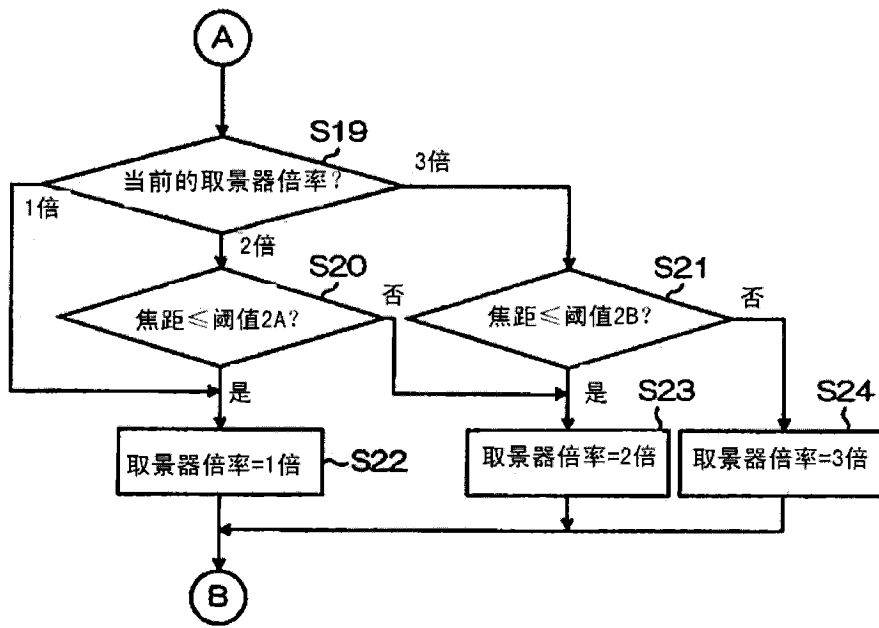 A
S19
当前的取景器倍率?
3倍
1倍
2倍
S20
S21
焦距≤阈值2A?
否
焦距≤阈值2B?
否
是
是
S23
S24
取景器倍率=1倍
S22
取景器倍率=2倍
取景器倍率=3倍
B